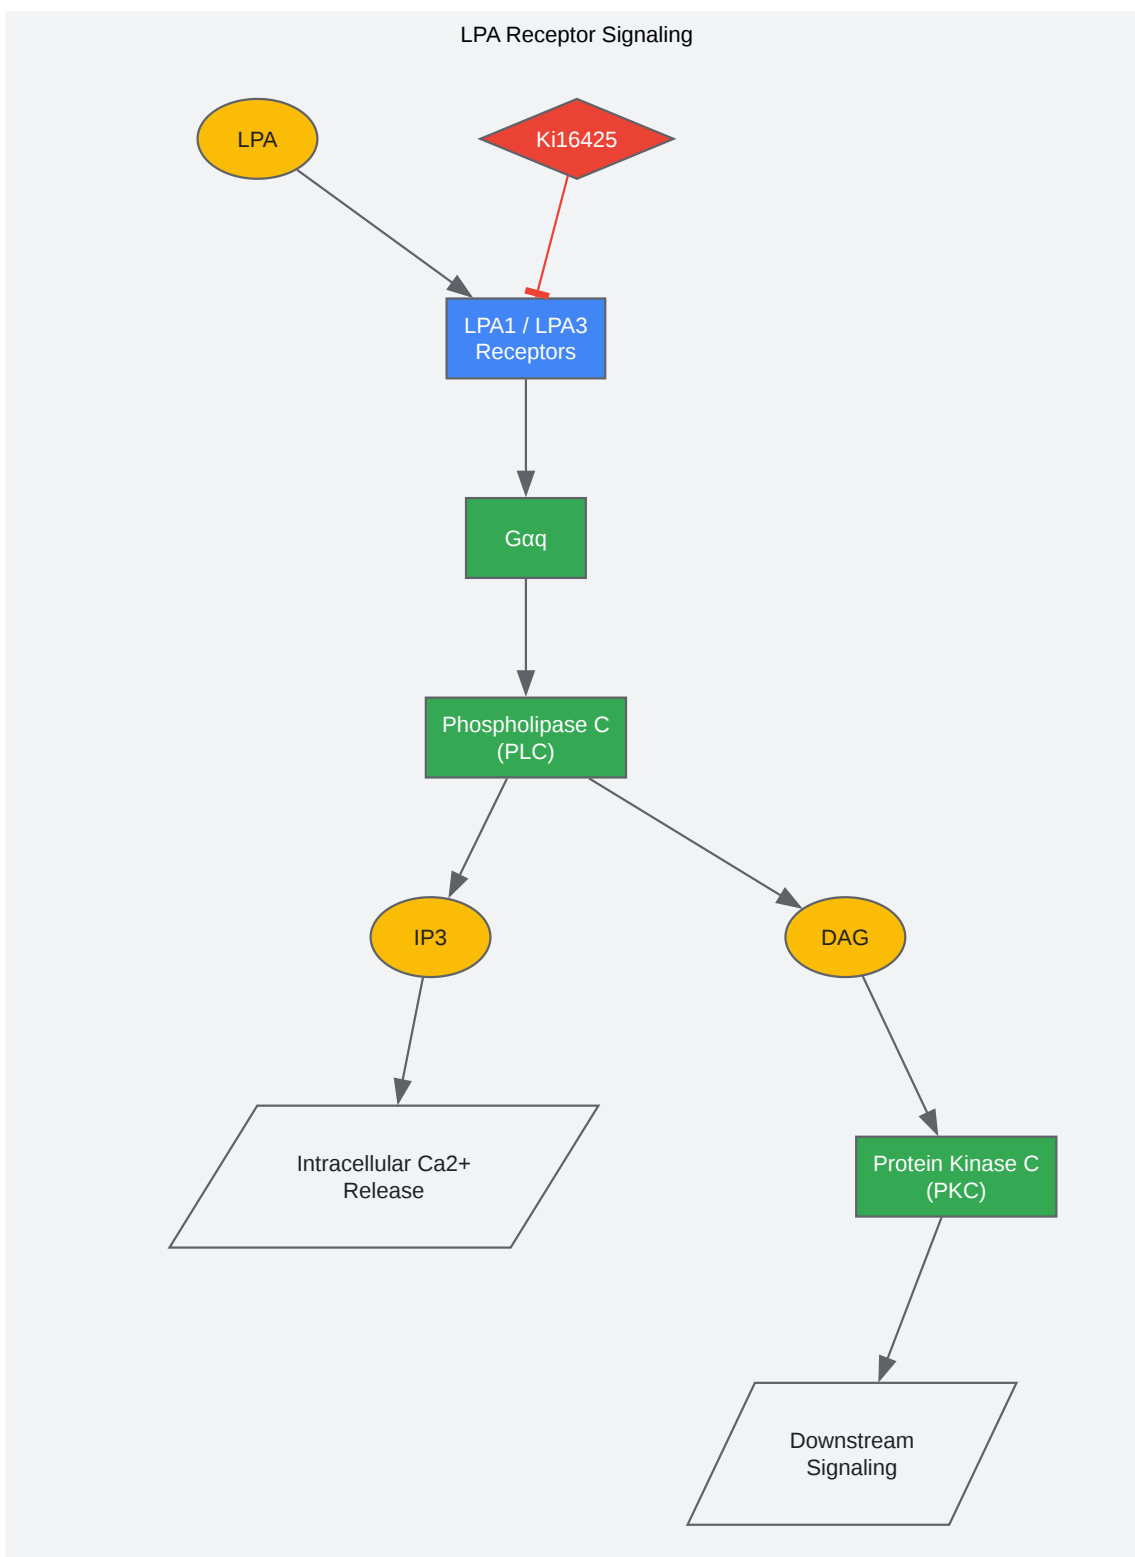 LPA Receptor Signaling
LPA
Ki16425
LPA1 / LPA3
Receptors
Gαq
Phospholipase C
(PLC)
IP3
DAG
Intracellular Ca2+
Release
Protein Kinase C
(PKC)
Downstream
Signaling